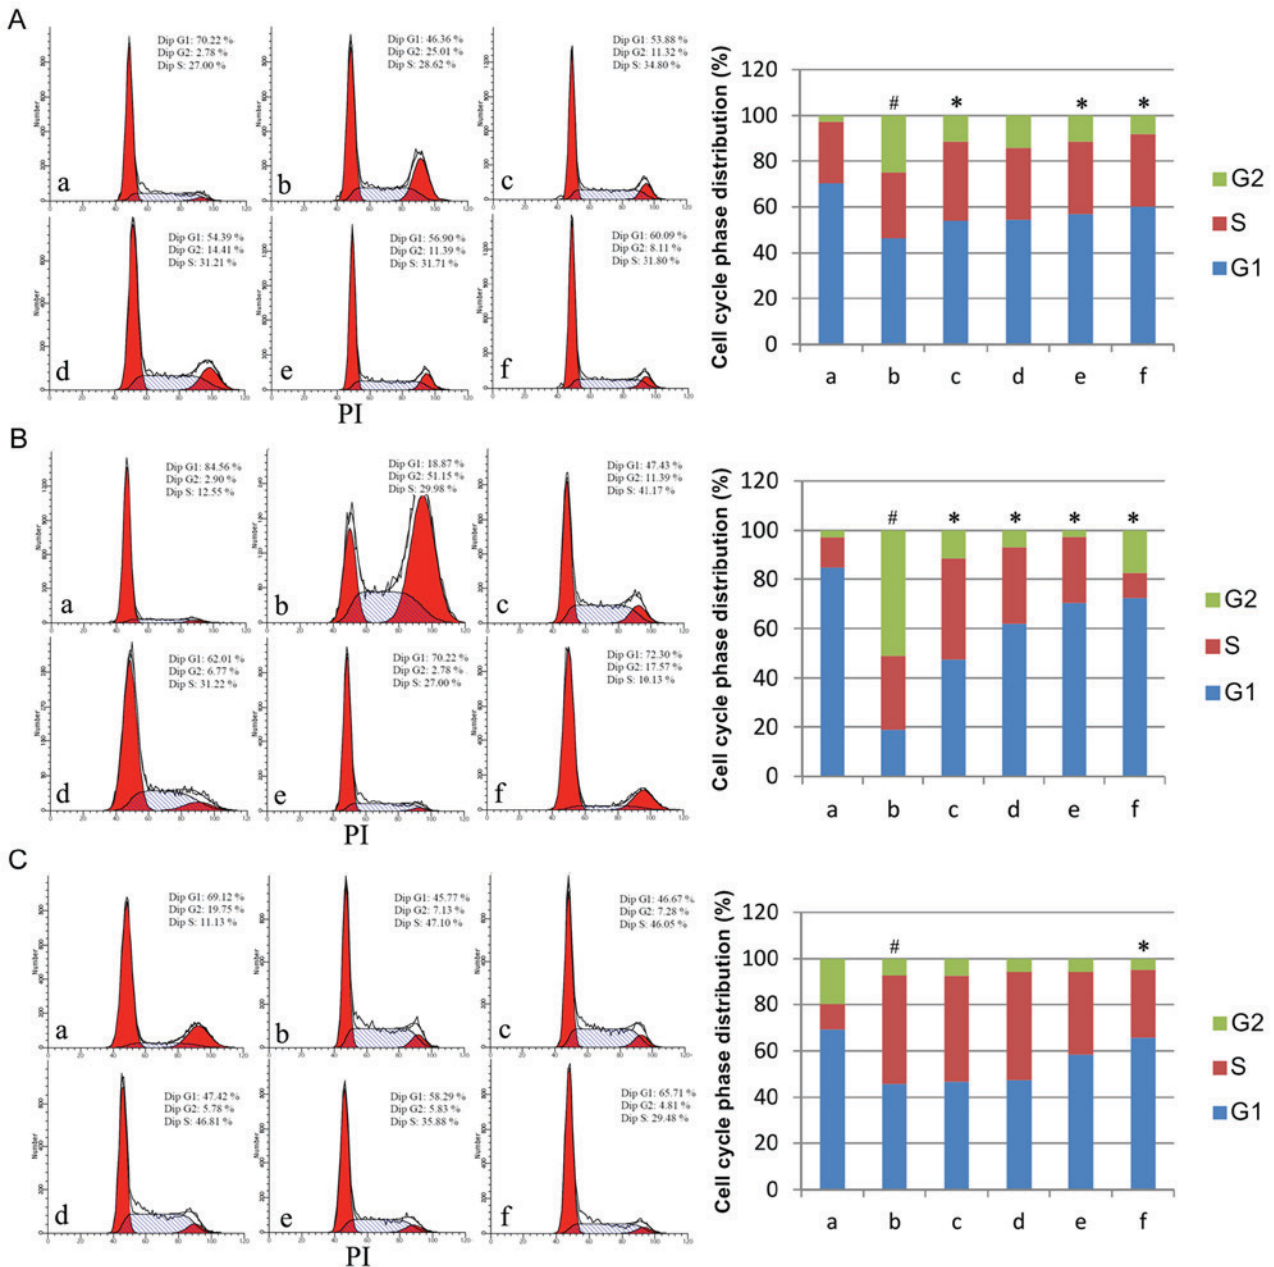 A
Dip G1: 70.22 %
Dip G2: 2.78 %
Dip S: 27.00 %
a
Dip G1: 46.36 %
Dip G2: 25.01 %
Dip S: 28.62 %
b
Dip G1: 53.88 %
Dip G2: 11.32 %
Dip S: 34.80 %
c
Dip G1: 54.39 %
Dip G2: 14.41 %
Dip S: 31.21 %
d
Dip G1: 56.90 %
Dip G2: 11.39 %
Dip S: 31.71 %
e
Dip G1: 60.09 %
Dip G2: 8.11 %
Dip S: 31.80 %
f
Number
PI
Cell cycle phase distribution (%)
120
100
80
60
40
20
0
# * * *
a b c d e f
G2
S
G1
B
Dip G1: 84.56 %
Dip G2: 2.90 %
Dip S: 12.55 %
a
Dip G1: 18.87 %
Dip G2: 51.15 %
Dip S: 29.98 %
b
Dip G1: 47.43 %
Dip G2: 11.39 %
Dip S: 41.17 %
c
Dip G1: 62.01 %
Dip G2: 6.77 %
Dip S: 31.22 %
d
Dip G1: 70.22 %
Dip G2: 2.78 %
Dip S: 27.00 %
e
Dip G1: 72.30 %
Dip G2: 17.57 %
Dip S: 10.13 %
f
Number
PI
Cell cycle phase distribution (%)
120
100
80
60
40
20
0
# * * * *
a b c d e f
G2
S
G1
C
Dip G1: 69.12 %
Dip G2: 19.75 %
Dip S: 11.13 %
a
Dip G1: 45.77 %
Dip G2: 7.13 %
Dip S: 47.10 %
b
Dip G1: 46.67 %
Dip G2: 7.28 %
Dip S: 46.05 %
c
Dip G1: 47.42 %
Dip G2: 5.78 %
Dip S: 46.81 %
d
Dip G1: 58.29 %
Dip G2: 5.83 %
Dip S: 35.88 %
e
Dip G1: 65.71 %
Dip G2: 4.81 %
Dip S: 29.48 %
f
Number
PI
Cell cycle phase distribution (%)
120
100
80
60
40
20
0
# *
a b c d e f
G2
S
G1